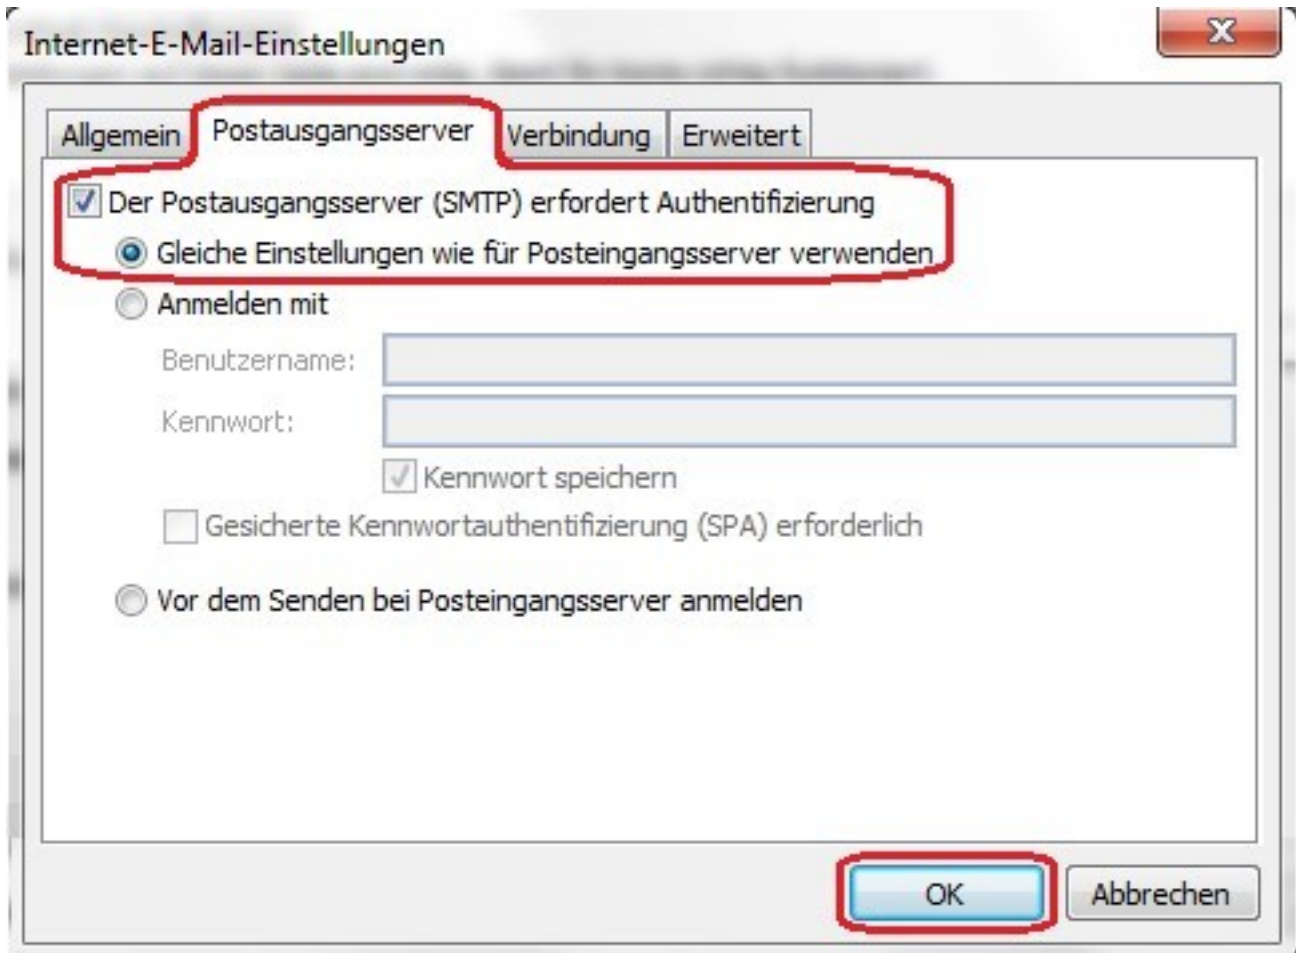 Internet-E-Mail-Einstellungen
Allgemein Postausgangsserver Verbindung Erweitert
Der Postausgangsserver (SMTP) erfordert Authentifizierung
Gleiche Einstellungen wie für Posteingangsserver verwenden
Anmelden mit
Benutzername:
Kennwort:
Kennwort speichern
Gesicherte Kennwortauthentifizierung (SPA) erforderlich
Vor dem Senden bei Posteingangsserver anmelden
OK Abbrechen